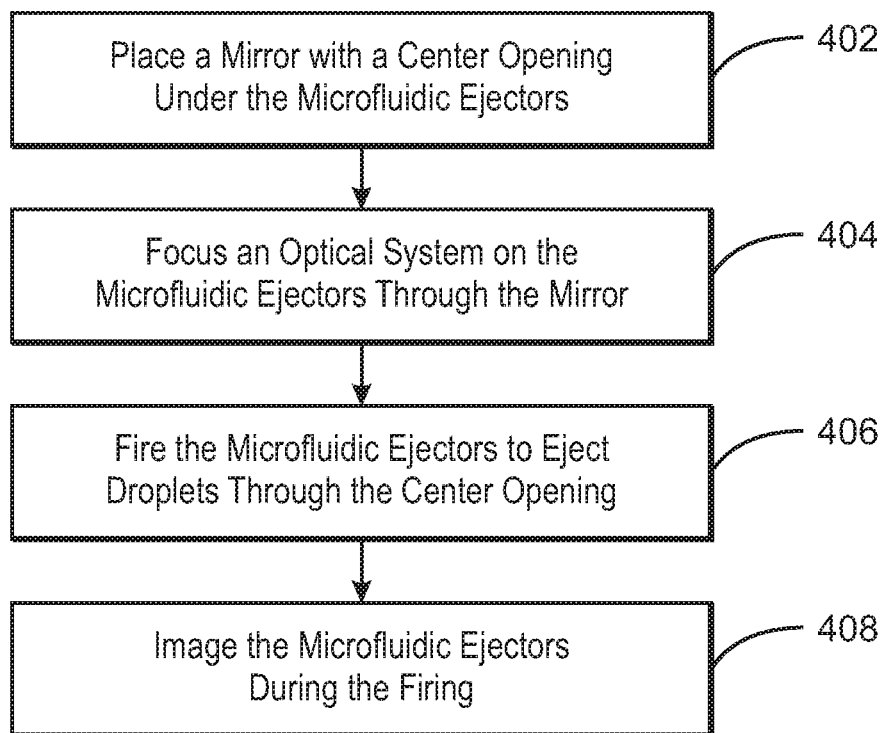 Place a Mirror with a Center Opening
Under the Microfluidic Ejectors
402
Focus an Optical System on the
Microfluidic Ejectors Through the Mirror
404
Fire the Microfluidic Ejectors to Eject
Droplets Through the Center Opening
406
Image the Microfluidic Ejectors
During the Firing
408